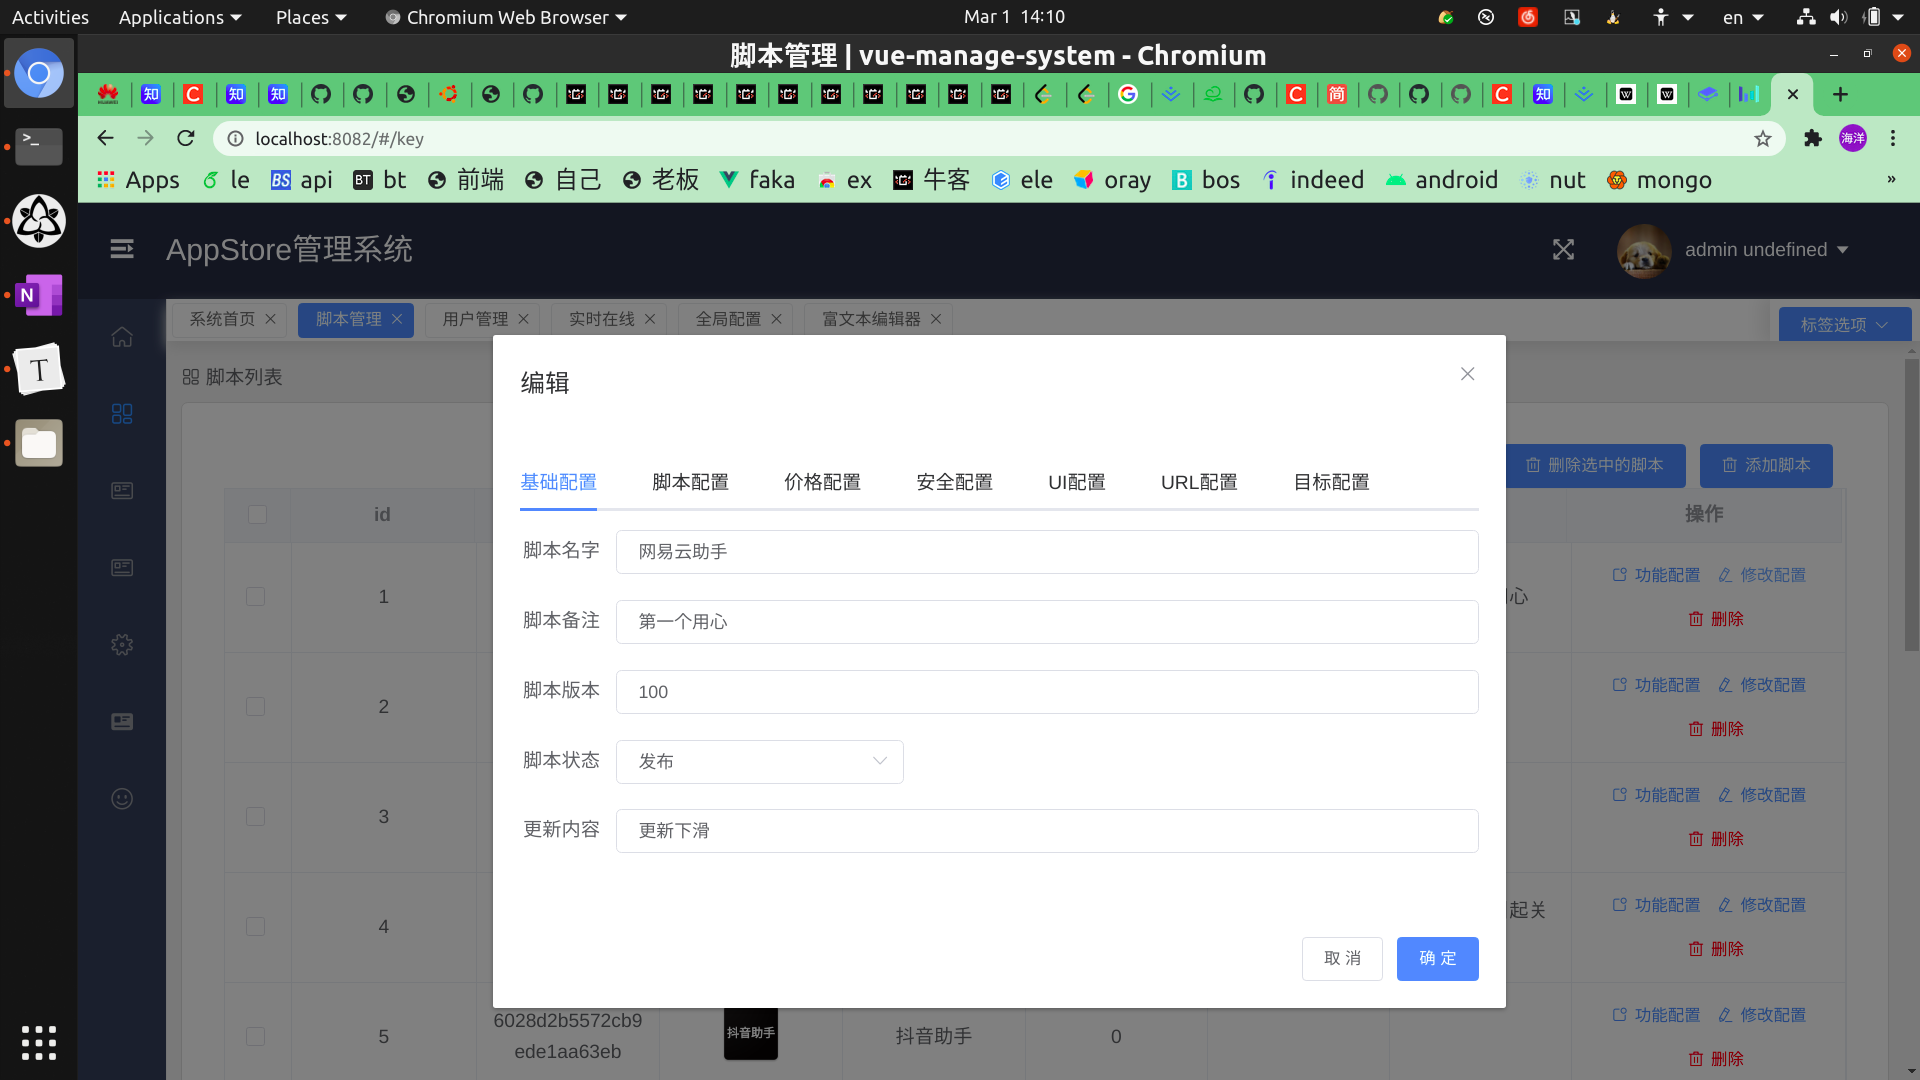 Activities Applications Places Chromium Web Browser Mar 1 14:10 en
脚本管理 | vue-manage-system - Chromium
localhost:8082/#/key 海洋
Apps le api bt 前端 自己 老板 faka ex 牛客 ele oray bos indeed android nut mongo »
AppStore管理系统 admin undefined
系统首页 脚本管理 用户管理 实时在线 全局配置 富文本编辑器 标签选项
脚本列表
编辑
删除选中的脚本 添加脚本
基础配置 脚本配置 价格配置 安全配置 UI配置 URL配置 目标配置
id 操作
脚本名字 网易云助手
1 心 功能配置 修改配置
删除
脚本备注 第一个用心
脚本版本 100
2 功能配置 修改配置
删除
脚本状态 发布
3 功能配置 修改配置
删除
更新内容 更新下滑
4 起关 功能配置 修改配置
删除
取 消 确 定
5 6028d2b5572cb9 抖音助手 抖音助手 0 功能配置 修改配置
ede1aa63eb 删除